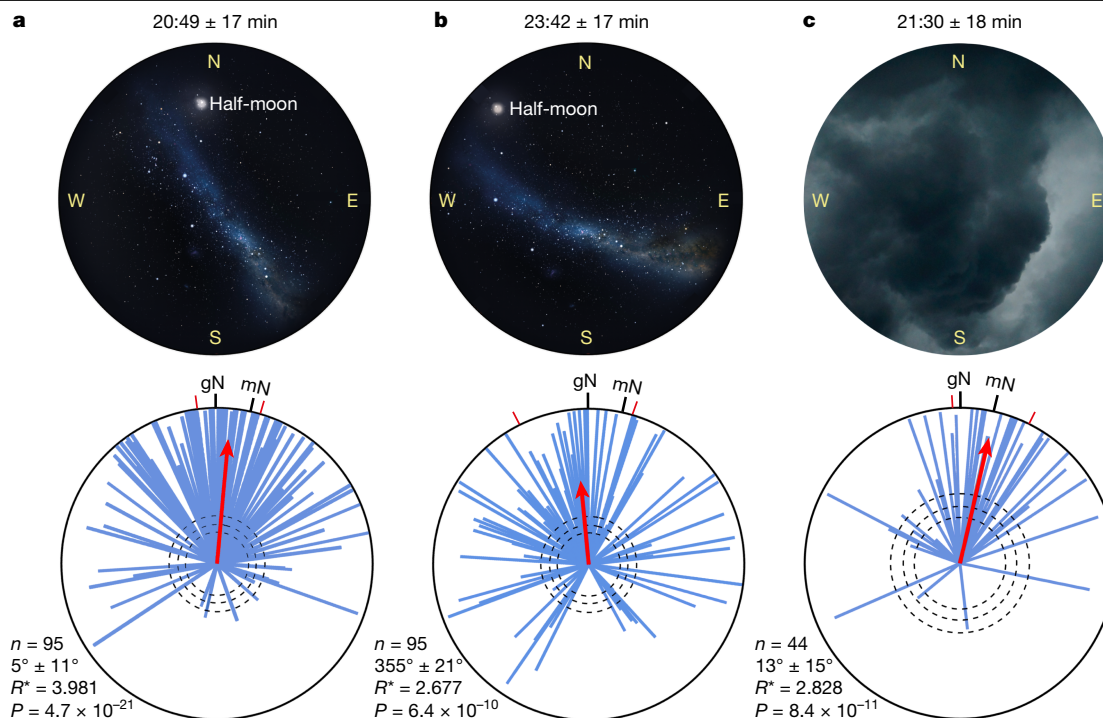 a
20:49 ± 17 min
N
Half-moon
W
E
S
gN
mN
n = 95
5° ± 11°
R* = 3.981
P = 4.7 × 10⁻²¹
b
23:42 ± 17 min
N
Half-moon
W
E
S
gN
mN
n = 95
355° ± 21°
R* = 2.677
P = 6.4 × 10⁻¹⁰
c
21:30 ± 18 min
N
W
E
S
gN
mN
n = 44
13° ± 15°
R* = 2.828
P = 8.4 × 10⁻¹¹